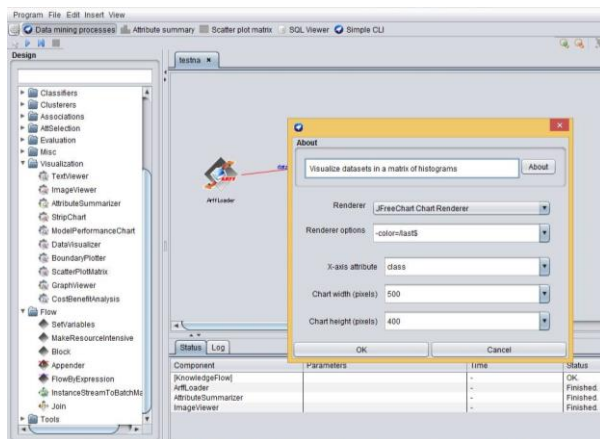 Program File Edit Insert View
Data mining processes Attribute summary Scatter plot matrix SQL Viewer Simple CLI
Design
testna
Classifiers
Clusterers
Associations
AttSelection
Evaluation
Misc
Visualization
TextViewer
ImageViewer
AttributeSummarizer
StripChart
ModelPerformanceChart
DataVisualizer
BoundaryPlotter
ScatterPlotMatrix
GraphViewer
CostBenefitAnalysis
Flow
SetVariables
MakeResourceIntensive
Block
Appender
FlowByExpression
InstanceStreamToBatchMa
Join
Tools
ArffLoader
About
Visualize datasets in a matrix of histograms About
Renderer JFreeChart Chart Renderer
Renderer options -color=/last$
X-axis attribute class
Chart width (pixels) 500
Chart height (pixels) 400
OK Cancel
Status Log
Component Parameters Time Status
[KnowledgeFlow] - OK.
ArffLoader - Finished.
AttributeSummarizer - Finished.
ImageViewer - Finished.